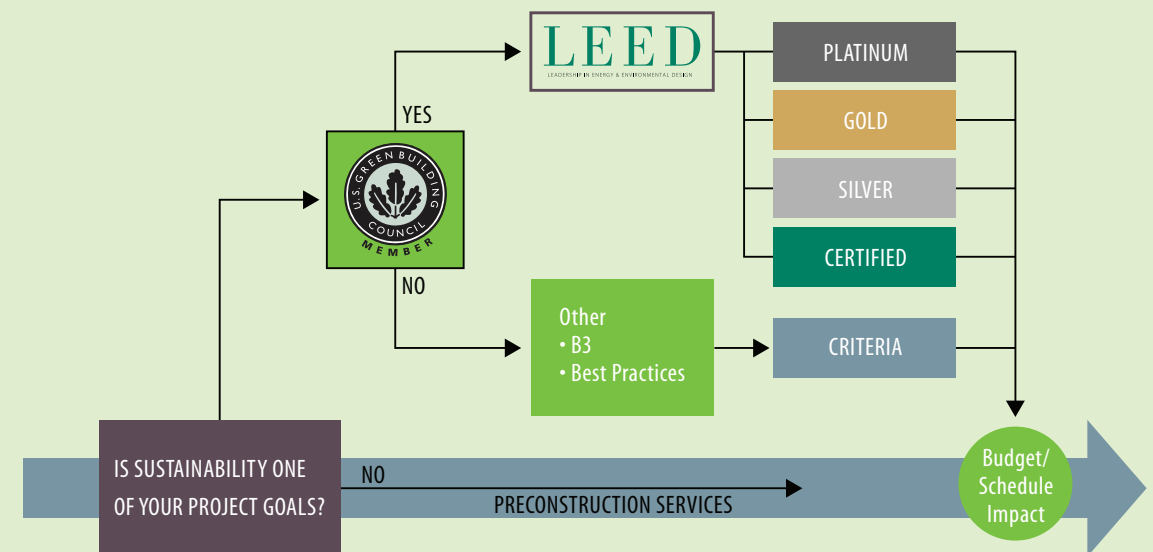 LEED
LEADERSHIP IN ENERGY & ENVIRONMENTAL DESIGN
PLATINUM
GOLD
SILVER
CERTIFIED
YES
U.S. GREEN BUILDING
COUNCIL
MEMBER
NO
Other
• B3
• Best Practices
CRITERIA
IS SUSTAINABILITY ONE
OF YOUR PROJECT GOALS?
NO
PRECONSTRUCTION SERVICES
Budget/
Schedule
Impact